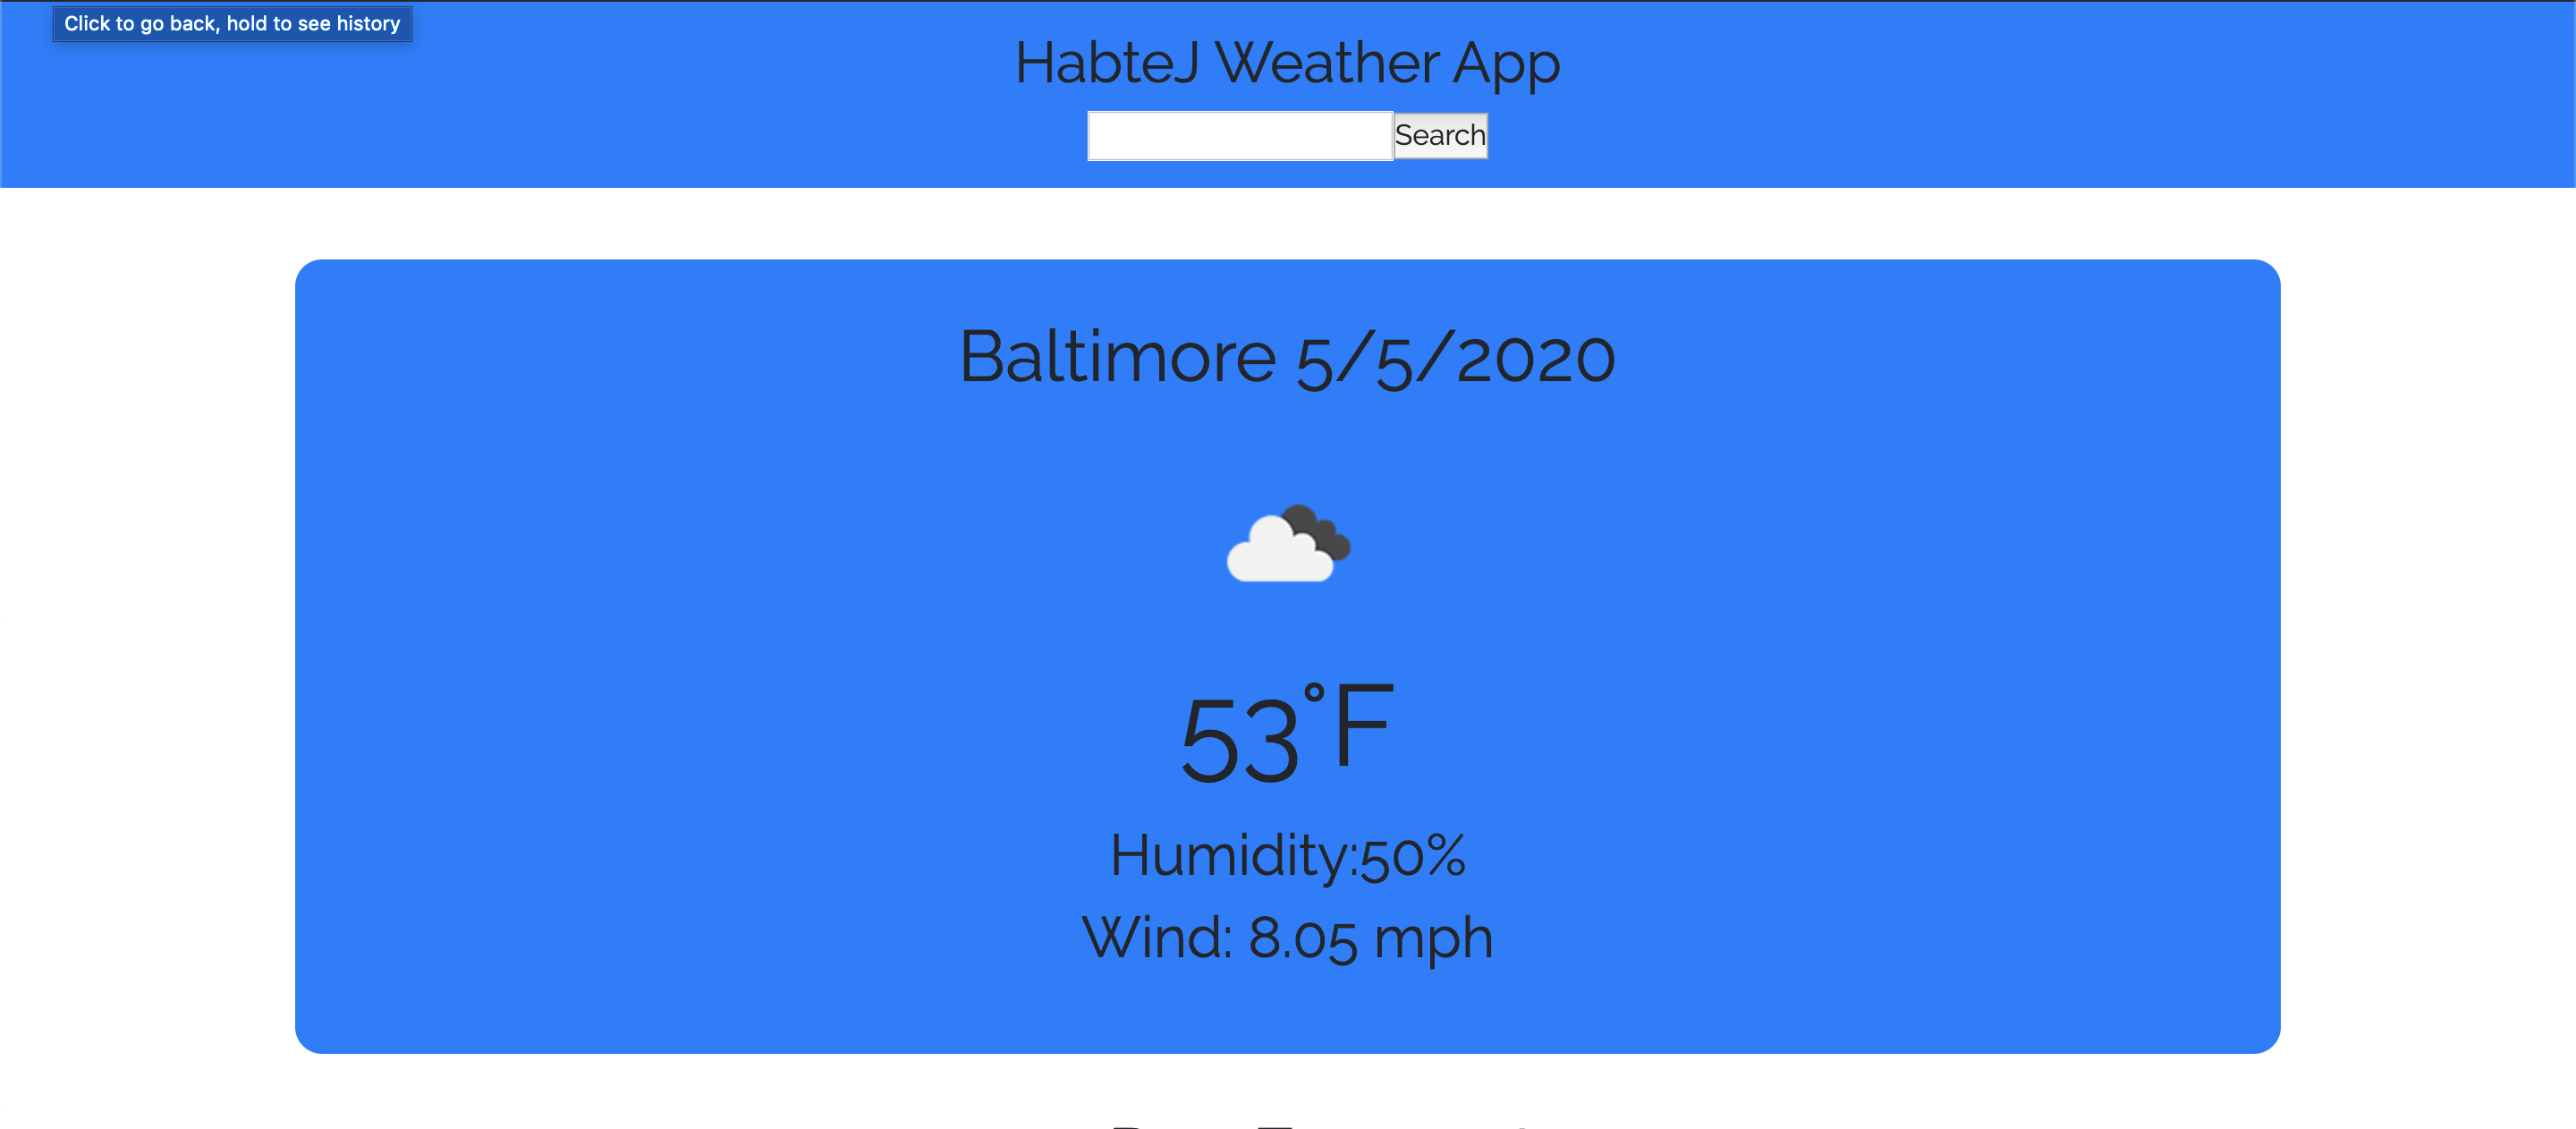 Click to go back, hold to see history
HabteJ Weather App
Search
Baltimore 5/5/2020
53°F
Humidity:50%
Wind: 8.05 mph